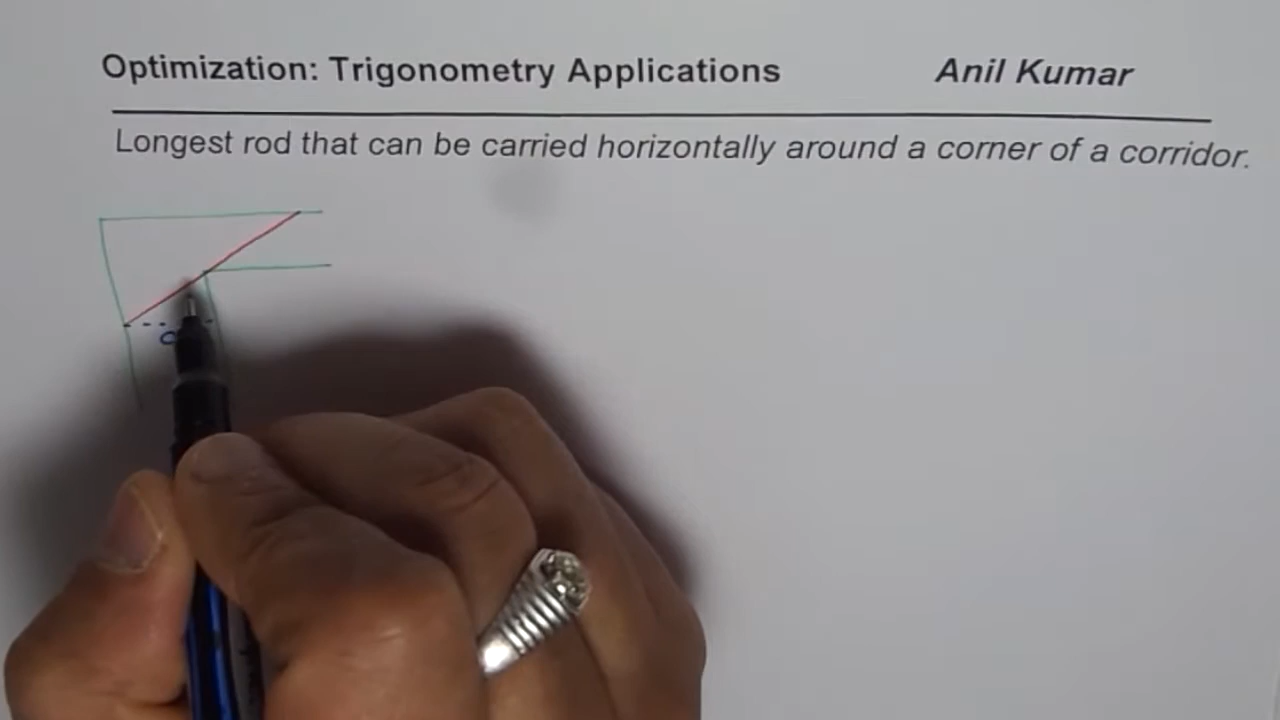 Optimization: Trigonometry Applications Anil Kumar
Longest rod that can be carried horizontally around a corner of a corridor.